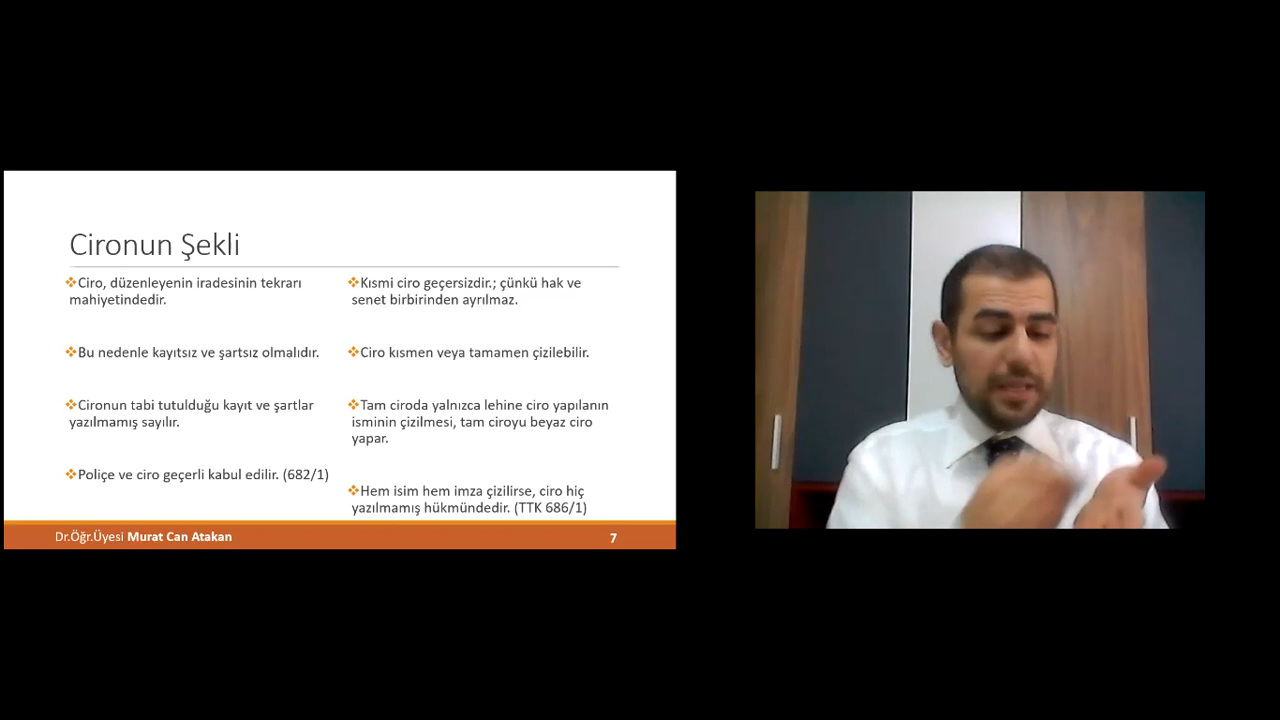 Cironun Şekli
Ciro, düzenleyenin iradesinin tekrarı
mahiyetindedir.
Bu nedenle kayıtsız ve şartsız olmalıdır.
Cironun tabi tutulduğu kayıt ve şartlar
yazılmamış sayılır.
Poliçe ve ciro geçerli kabul edilir. (682/1)
Kısmi ciro geçersizdir.; çünkü hak ve
senet birbirinden ayrılmaz.
Ciro kısmen veya tamamen çizilebilir.
Tam ciroda yalnızca lehine ciro yapılanın
isminin çizilmesi, tam ciroyu beyaz ciro
yapar.
Hem isim hem imza çizilirse, ciro hiç
yazılmamış hükmündedir. (TTK 686/1)
Dr.Öğr.Üyesi Murat Can Atakan
7